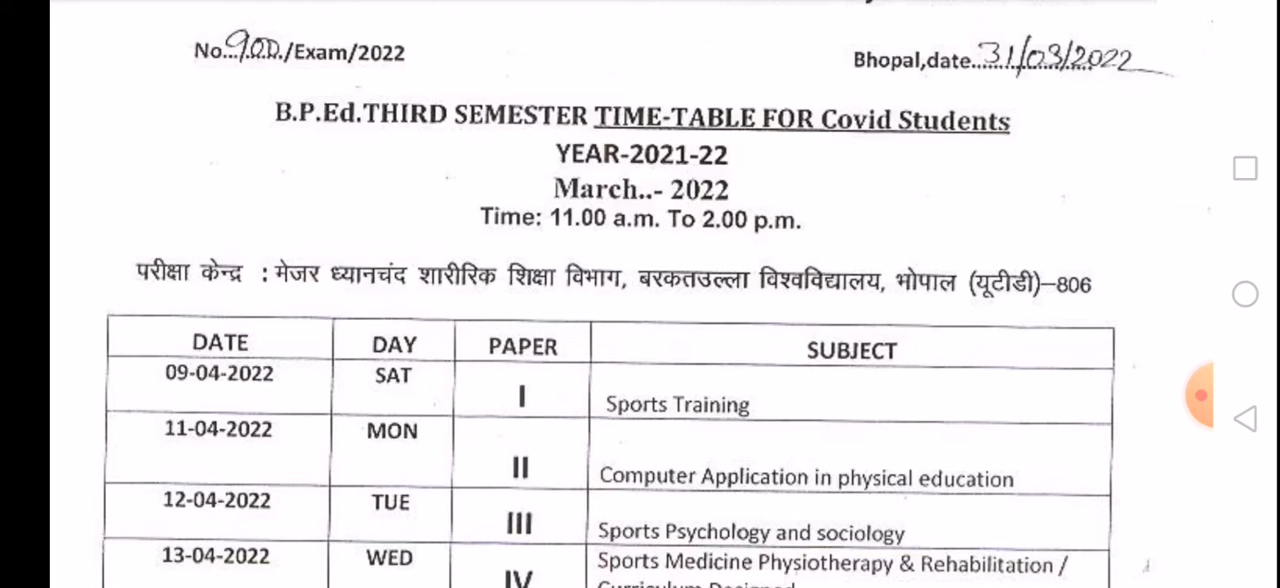 No...900./Exam/2022
Bhopal,date...31/03/2022
B.P.Ed.THIRD SEMESTER TIME-TABLE FOR Covid Students
YEAR-2021-22
March..- 2022
Time: 11.00 a.m. To 2.00 p.m.
परीक्षा केन्द्र : मेजर ध्यानचंद शारीरिक शिक्षा विभाग, बरकतउल्ला विश्वविद्यालय, भोपाल (यूटीडी)–806
DATE DAY PAPER SUBJECT
09-04-2022 SAT I Sports Training
11-04-2022 MON II Computer Application in physical education
12-04-2022 TUE III Sports Psychology and sociology
13-04-2022 WED IV Sports Medicine Physiotherapy & Rehabilitation /
Curriculum Designed